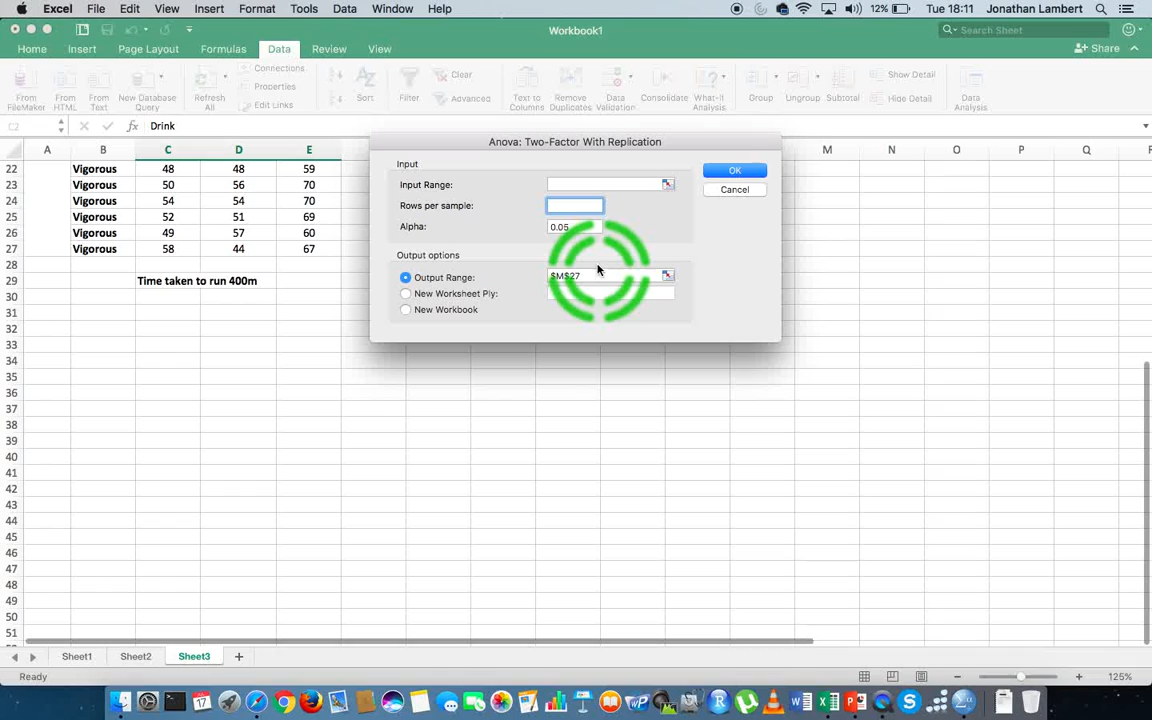 Excel File Edit View Insert Format Tools Data Window Help 12% Tue 18:11 Jonathan Lambert
Workbook1 Search Sheet
Home Insert Page Layout Formulas Data Review View Share
From FileMaker From HTML From Text New Database Query Refresh All Connections Properties Edit Links Sort Filter Clear Advanced Text to Columns Remove Duplicates Data Validation Consolidate What-If Analysis Group Ungroup Subtotal Show Detail Hide Detail Data Analysis
C2 fx Drink
Anova: Two-Factor With Replication
Input
Input Range:
Rows per sample:
Alpha: 0.05
OK
Cancel
Output options
Output Range: $M$27
New Worksheet Ply:
New Workbook
A B C D E M N O P Q R
22 Vigorous 48 48 59
23 Vigorous 50 56 70
24 Vigorous 54 54 70
25 Vigorous 52 51 69
26 Vigorous 49 57 60
27 Vigorous 58 44 67
28
29 Time taken to run 400m
30
31
32
33
34
35
36
37
38
39
40
41
42
43
44
45
46
47
48
49
50
51
Sheet1 Sheet2 Sheet3 +
Ready 125%